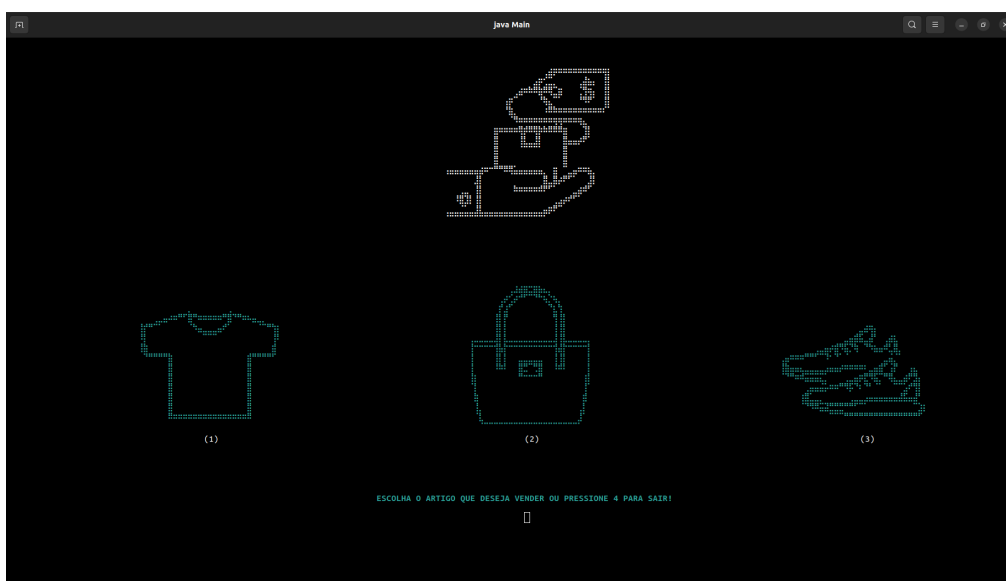 java Main
$
(1)
(2)
(3)
ESCOLHA O ARTIGO QUE DESEJA VENDER OU PRESSIONE 4 PARA SAIR!